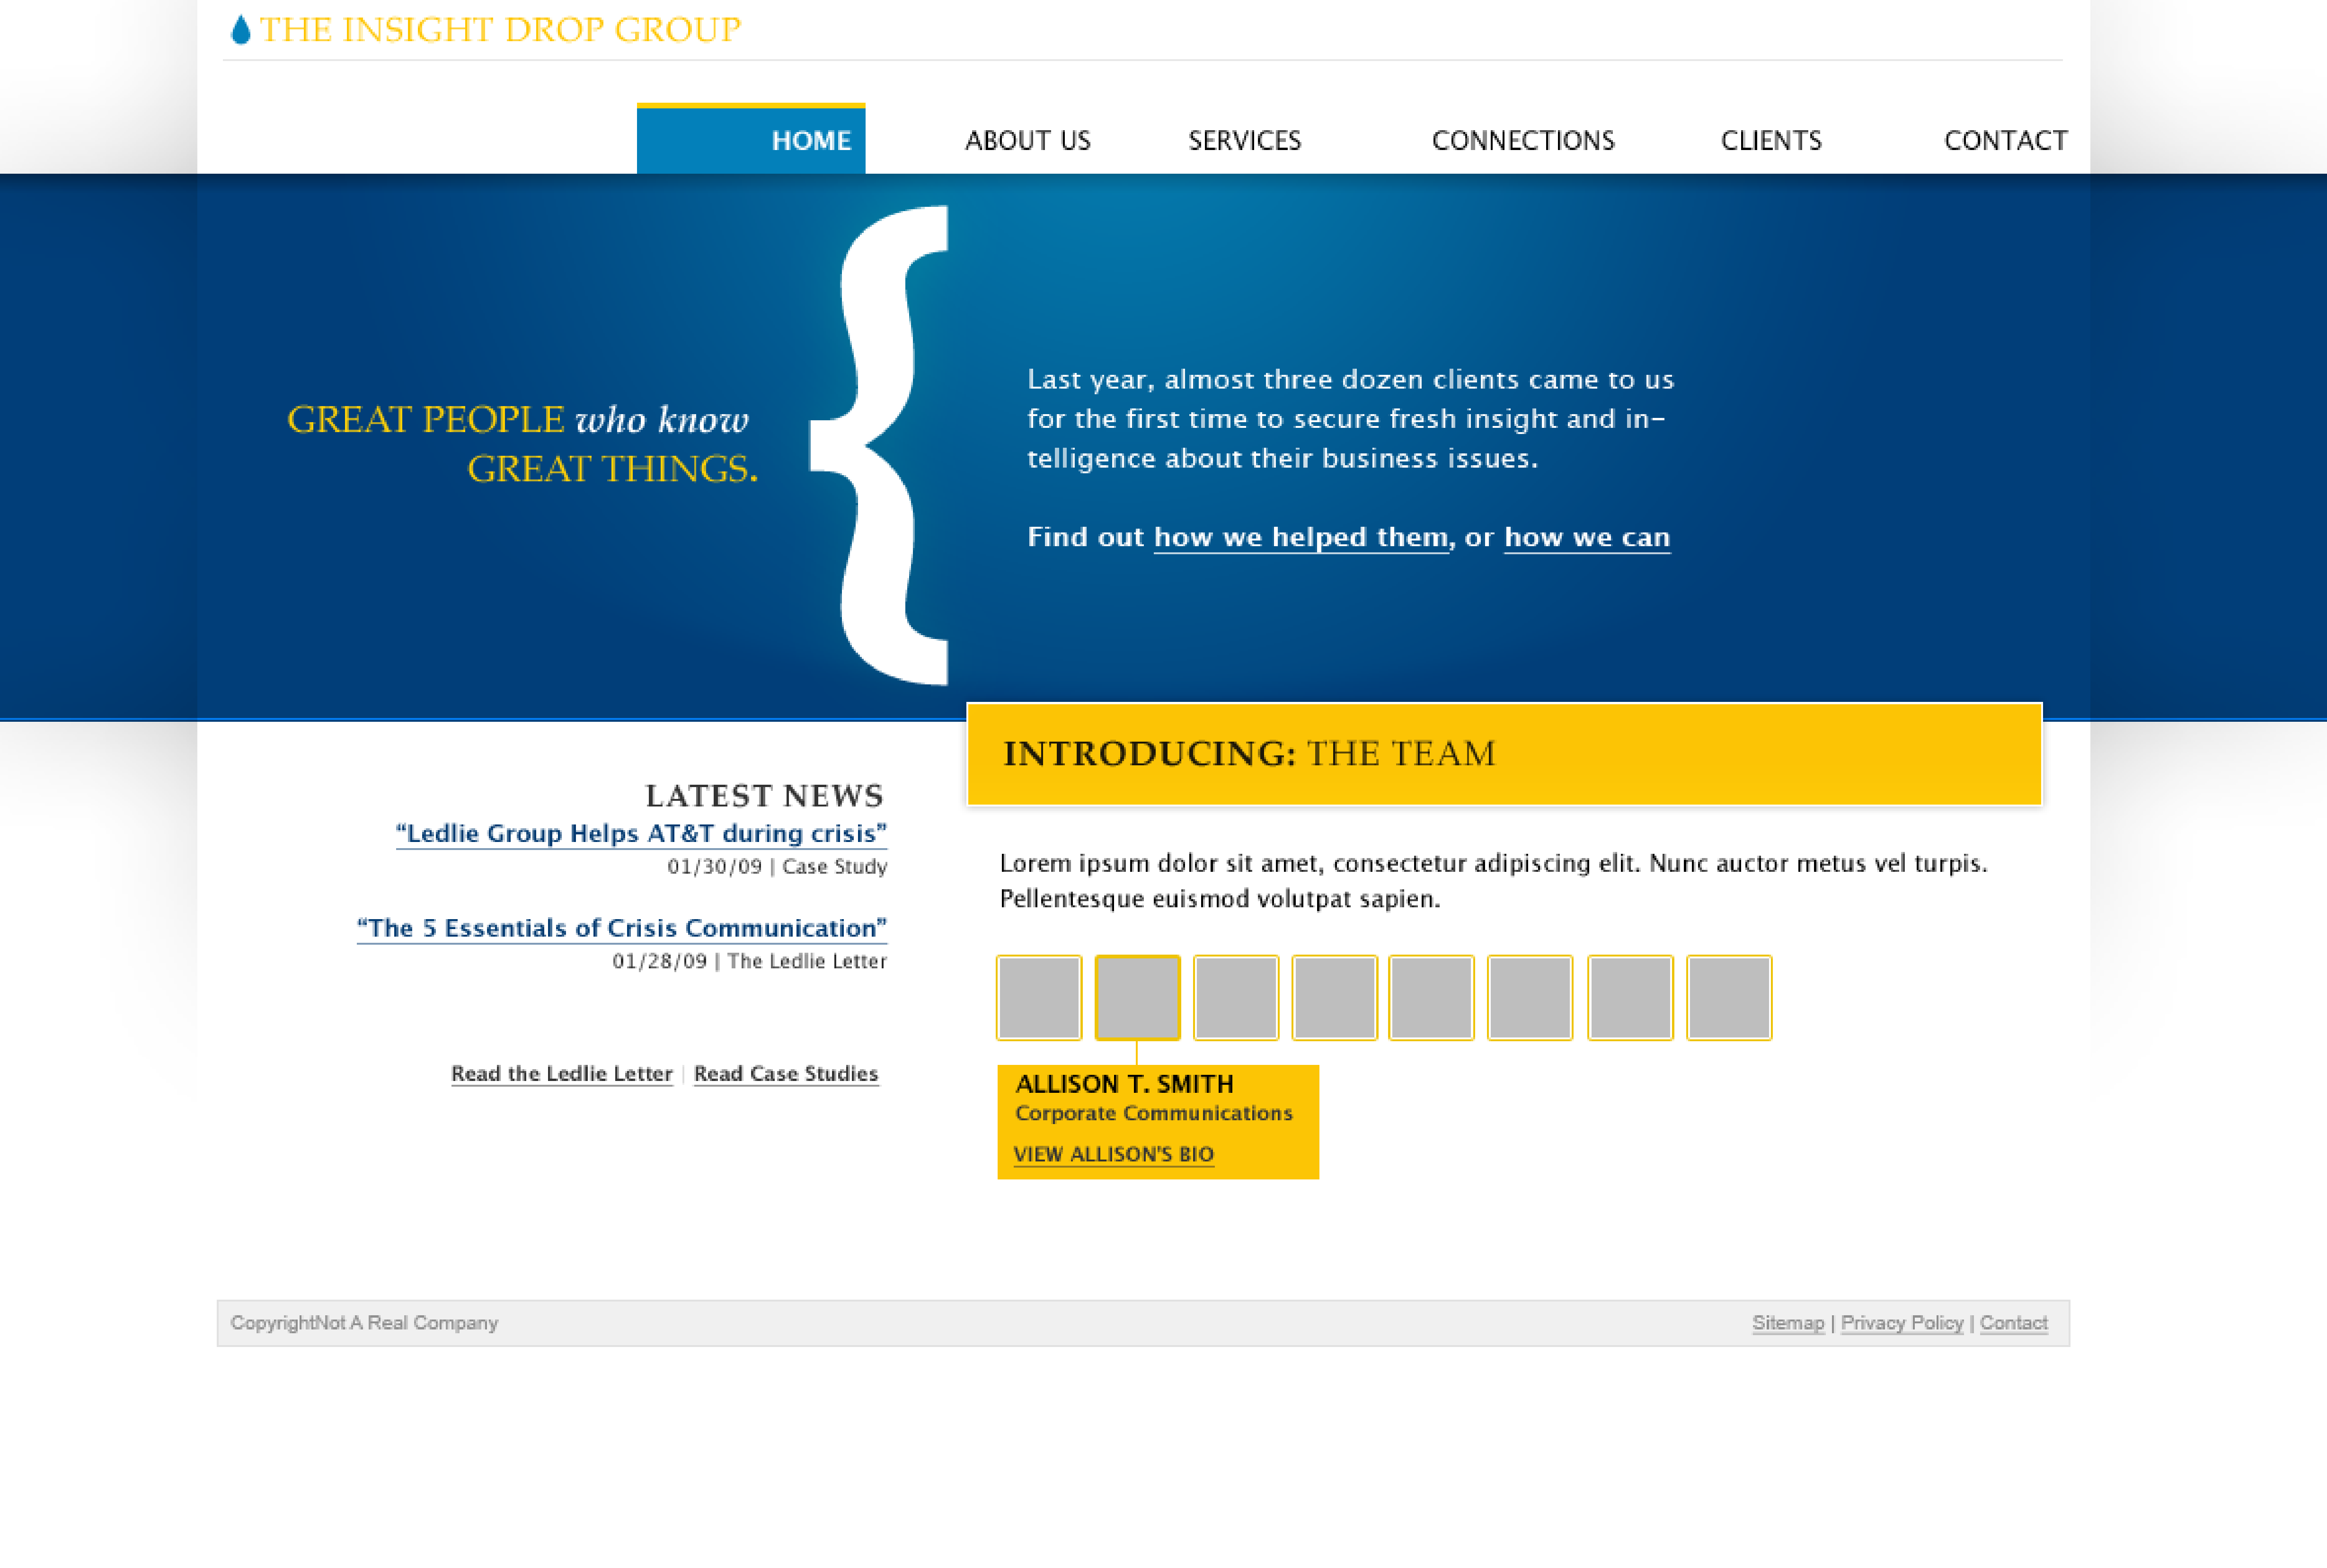 THE INSIGHT DROP GROUP
HOME ABOUT US SERVICES CONNECTIONS CLIENTS CONTACT
GREAT PEOPLE who know
GREAT THINGS.
{
Last year, almost three dozen clients came to us
for the first time to secure fresh insight and in-
telligence about their business issues.
Find out how we helped them, or how we can
LATEST NEWS
“Ledlie Group Helps AT&T during crisis”
01/30/09 | Case Study
“The 5 Essentials of Crisis Communication”
01/28/09 | The Ledlie Letter
Read the Ledlie Letter | Read Case Studies
INTRODUCING: THE TEAM
Lorem ipsum dolor sit amet, consectetur adipiscing elit. Nunc auctor metus vel turpis.
Pellentesque euismod volutpat sapien.
ALLISON T. SMITH
Corporate Communications
VIEW ALLISON'S BIO
CopyrightNot A Real Company
Sitemap | Privacy Policy | Contact